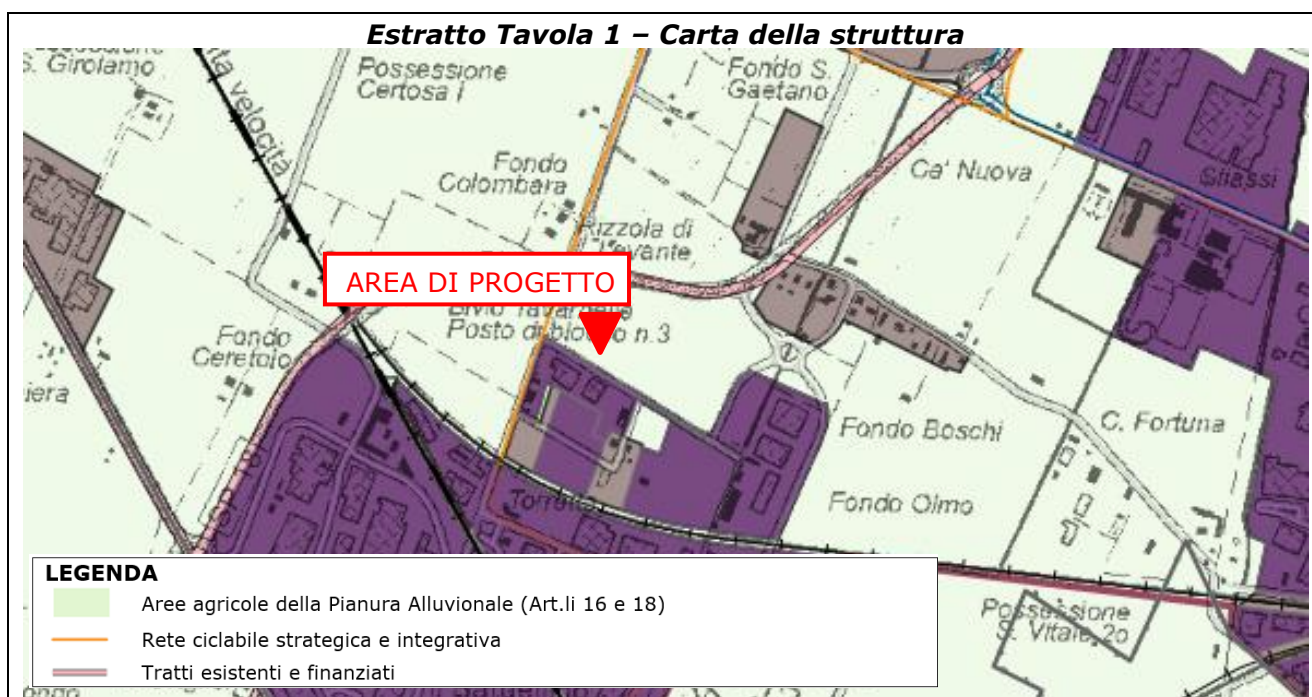 Estratto Tavola 1 – Carta della struttura
S. Girolamo
velocità
Possessione
Certosa I
Fondo S.
Gaetano
Fondo
Colombara
Ca' Nuova
Stiassi
Rizzola di
Levante
AREA DI PROGETTO
Posto di blocco n.3
Fondo
Ceretolo
Fondo Boschi
C. Fortuna
Fondo Olmo
LEGENDA
Aree agricole della Pianura Alluvionale (Art.li 16 e 18)
Rete ciclabile strategica e integrativa
Tratti esistenti e finanziati
Possessione
S. Vitale 2o